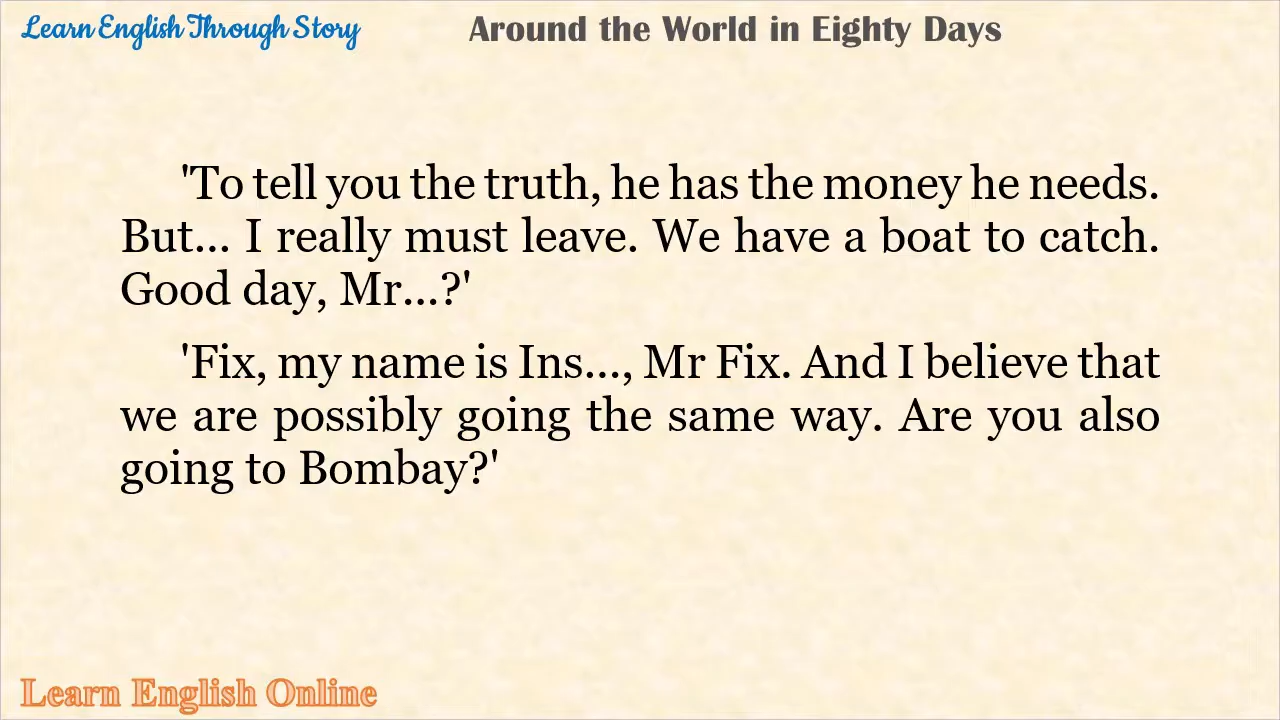 Learn English Through Story
Around the World in Eighty Days
'To tell you the truth, he has the money he needs.
But... I really must leave. We have a boat to catch.
Good day, Mr...?'
'Fix, my name is Ins..., Mr Fix. And I believe that
we are possibly going the same way. Are you also
going to Bombay?'
Learn English Online